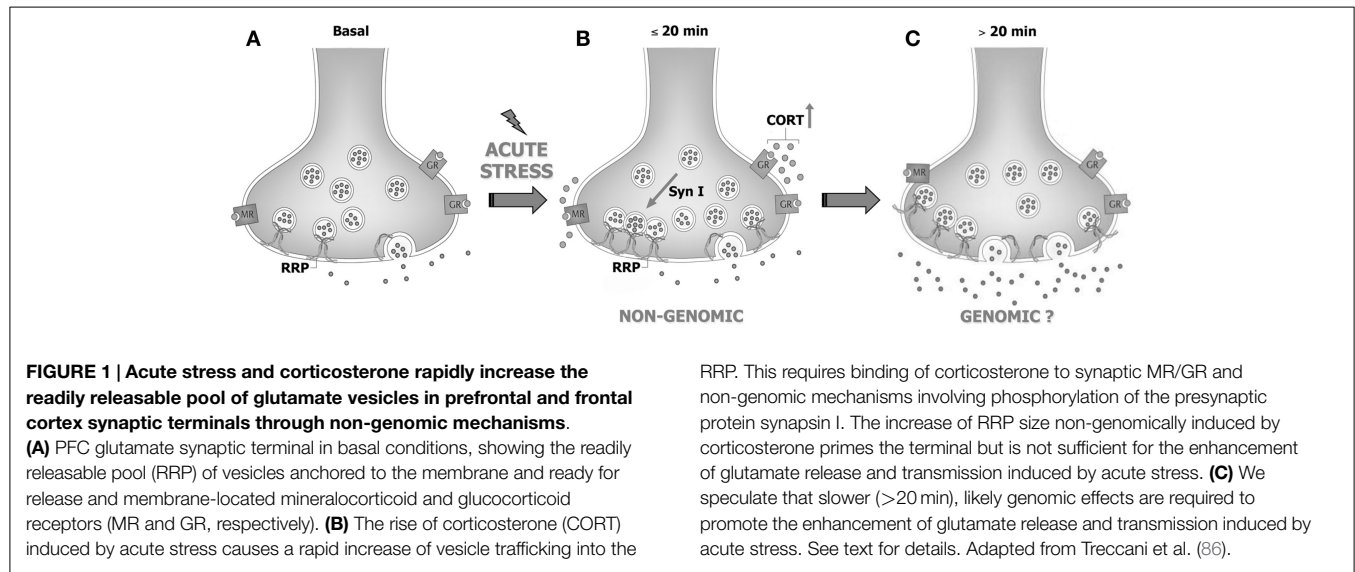 A
Basal
B
≤ 20 min
C
> 20 min
ACUTE
STRESS
CORT
GR
GR
MR
RRP
Syn I
GR
GR
MR
RRP
NON-GENOMIC
GR
GR
MR
GENOMIC ?
FIGURE 1 | Acute stress and corticosterone rapidly increase the
readily releasable pool of glutamate vesicles in prefrontal and frontal
cortex synaptic terminals through non-genomic mechanisms.
(A) PFC glutamate synaptic terminal in basal conditions, showing the readily
releasable pool (RRP) of vesicles anchored to the membrane and ready for
release and membrane-located mineralocorticoid and glucocorticoid
receptors (MR and GR, respectively). (B) The rise of corticosterone (CORT)
induced by acute stress causes a rapid increase of vesicle trafficking into the
RRP. This requires binding of corticosterone to synaptic MR/GR and
non-genomic mechanisms involving phosphorylation of the presynaptic
protein synapsin I. The increase of RRP size non-genomically induced by
corticosterone primes the terminal but is not sufficient for the enhancement
of glutamate release and transmission induced by acute stress. (C) We
speculate that slower (>20 min), likely genomic effects are required to
promote the enhancement of glutamate release and transmission induced by
acute stress. See text for details. Adapted from Treccani et al. (86).